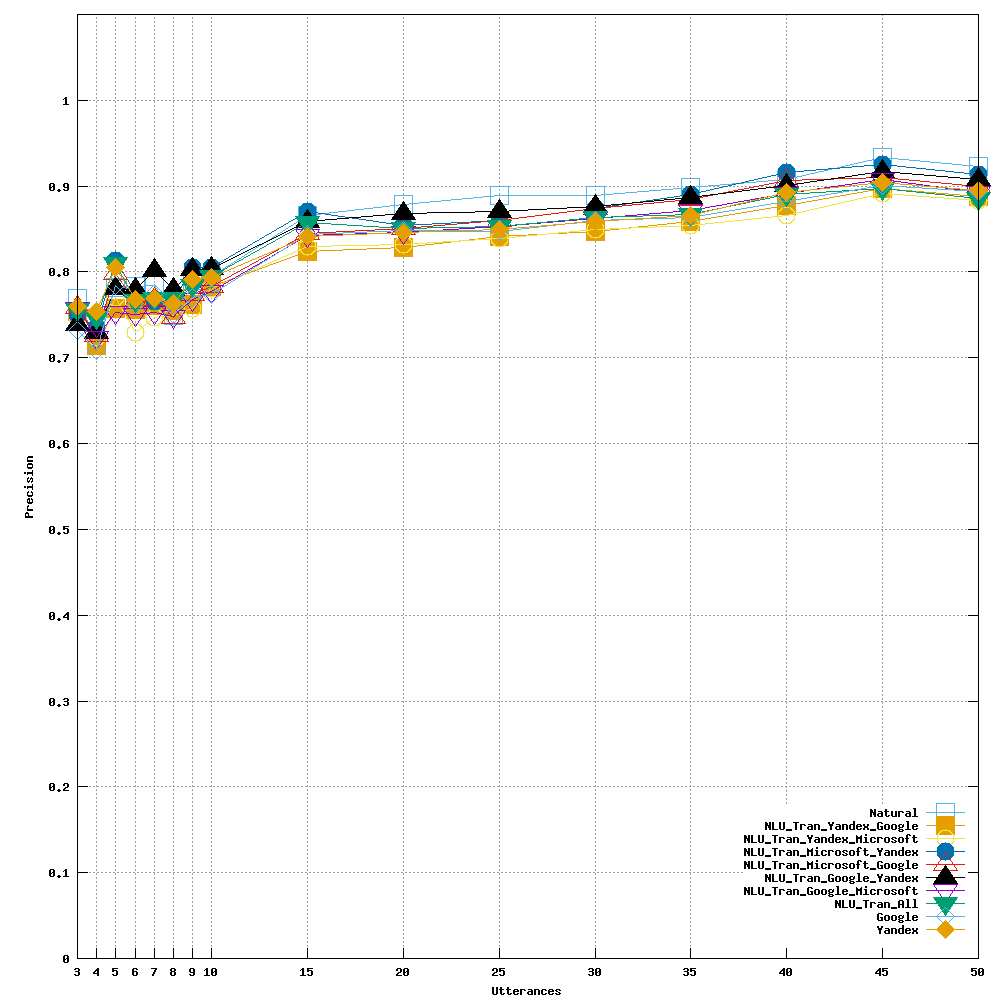 1
0.9
0.8
0.7
0.6
0.5
0.4
0.3
0.2
0.1
0
Precision
Natural
NLU_Tran_Yandex_Google
NLU_Tran_Yandex_Microsoft
NLU_Tran_Microsoft_Yandex
NLU_Tran_Microsoft_Google
NLU_Tran_Google_Yandex
NLU_Tran_Google_Microsoft
NLU_Tran_All
Google
Yandex
3 4 5 6 7 8 9 10 15 20 25 30 35 40 45 50
Utterances